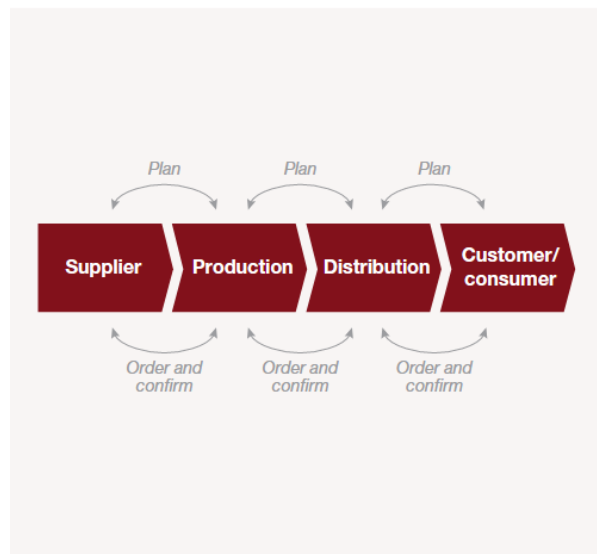 Plan
Plan
Plan
Supplier
Production
Distribution
Customer/
consumer
Order and
confirm
Order and
confirm
Order and
confirm